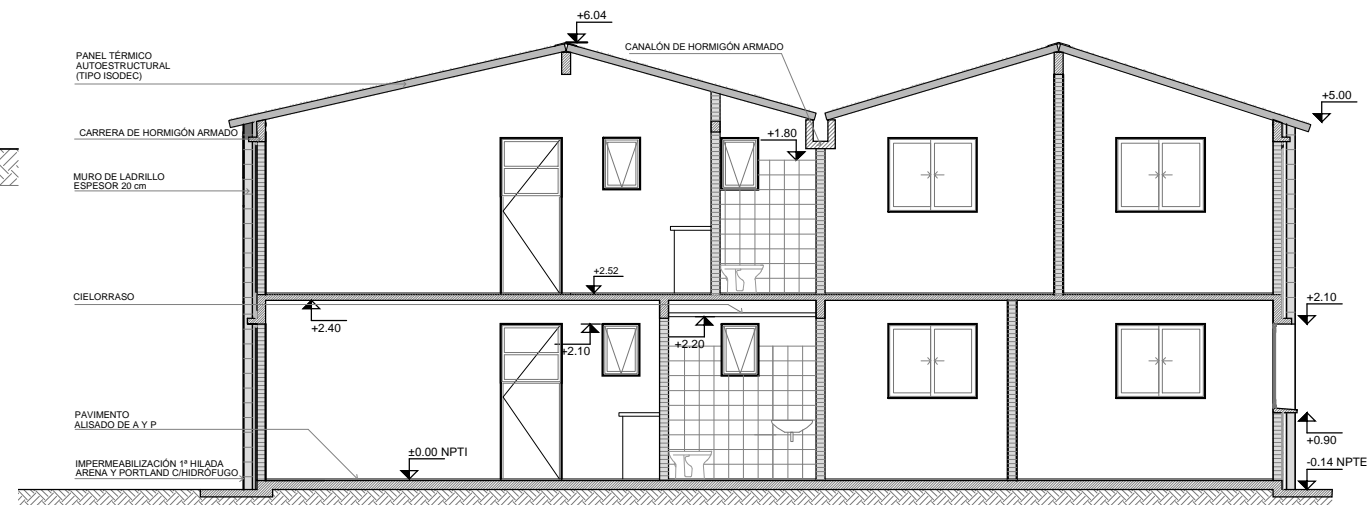 +6.04
PANEL TÉRMICO
AUTOESTRUCTURAL
(TIPO ISODEC)
CANALÓN DE HORMIGÓN ARMADO
+5.00
CARRERA DE HORMIGÓN ARMADO
+1.80
MURO DE LADRILLO
ESPESOR 20 cm
+2.52
CIELORRASO
+2.10
+2.40
+2.10
+2.20
PAVIMENTO
ALISADO DE A Y P
+0.90
±0.00 NPTI
IMPERMEABILIZACIÓN 1ª HILADA
ARENA Y PORTLAND C/HIDRÓFUGO
-0.14 NPTE